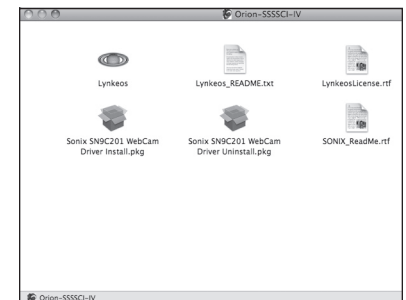 Orion-SSSSCI-IV
Lynkeos
Lynkeos_README.txt
LynkeosLicense.rtf
Sonix SN9C201 WebCam
Driver Install.pkg
Sonix SN9C201 WebCam
Driver Uninstall.pkg
SONIX_ReadMe.rtf
Orion-SSSSCI-IV